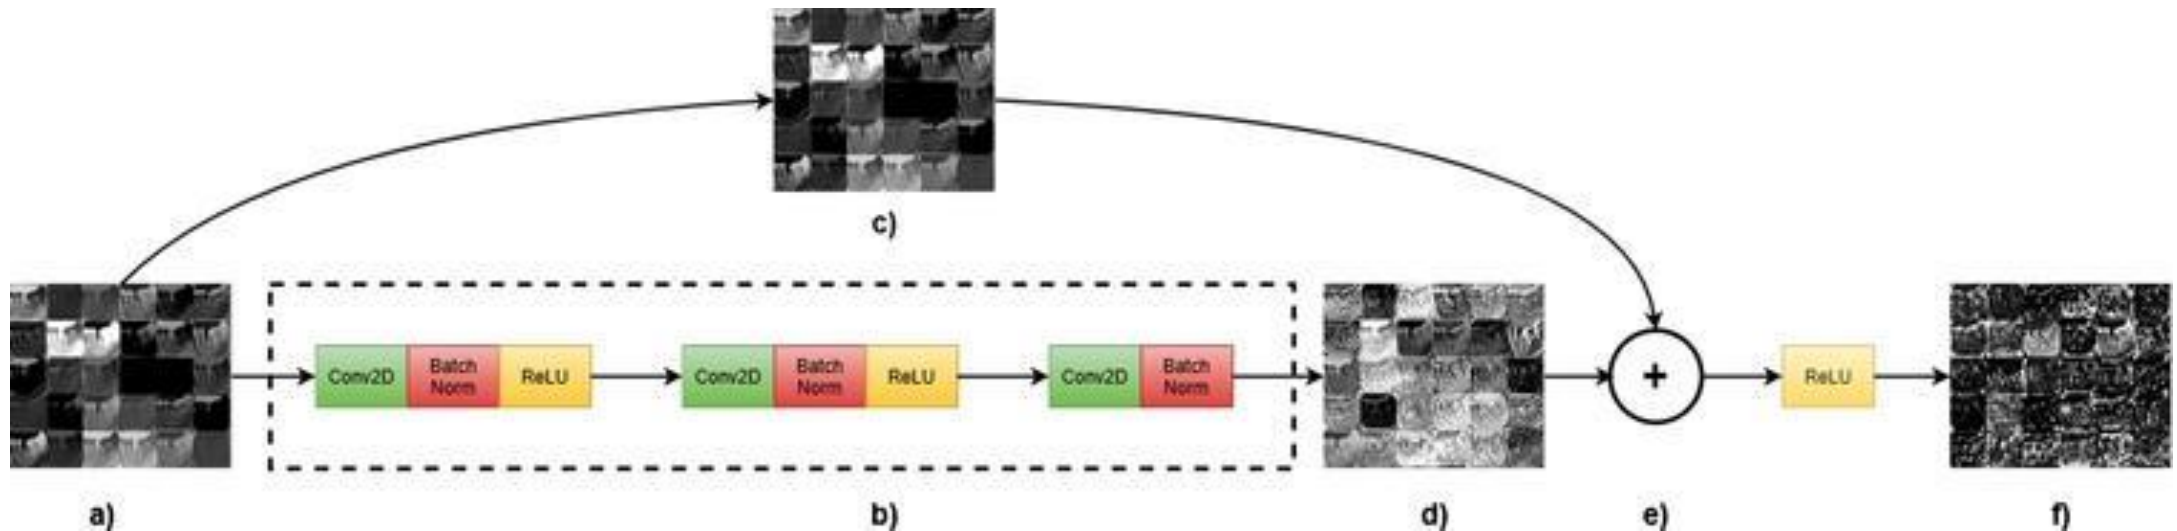 c)
Conv2D
Batch
Norm
ReLU
Conv2D
Batch
Norm
ReLU
Conv2D
Batch
Norm
+
ReLU
a)
b)
d)
e)
f)